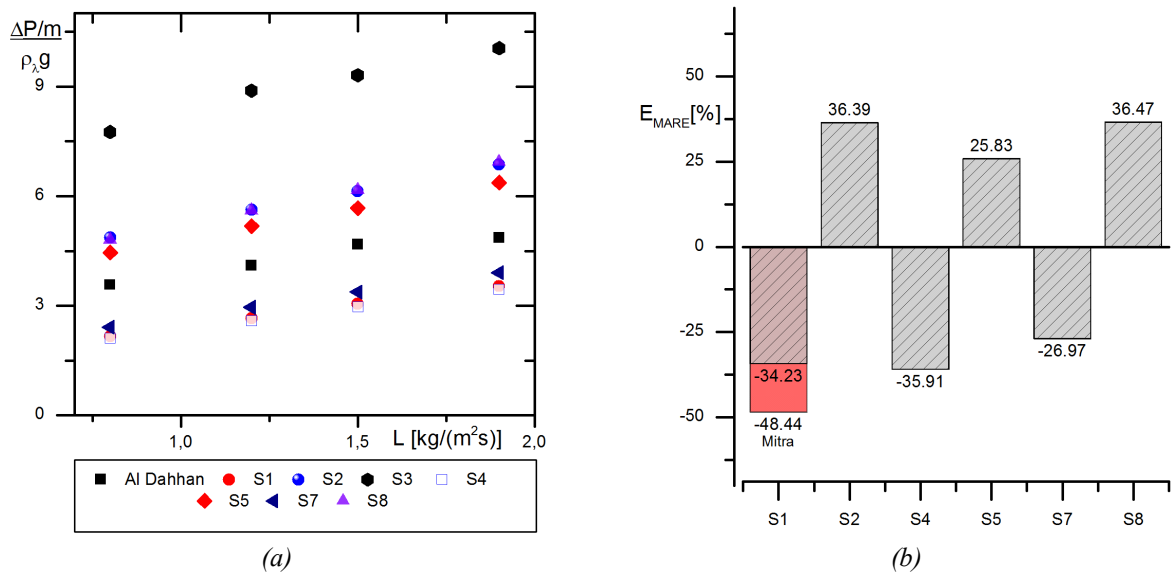 (a)
ΔP/m
ρλg
9
6
3
0
1,0
1,5
L [kg/(m²s)]
2,0
Al Dahhan S1 S2 S3 S4
S5 S7 S8
(a)
(b)
50
E_MARE[%]
25
0
-25
-50
36.39
25.83
36.47
-34.23
-48.44
Mitra
-35.91
-26.97
S1 S2 S4 S5 S7 S8
(b)